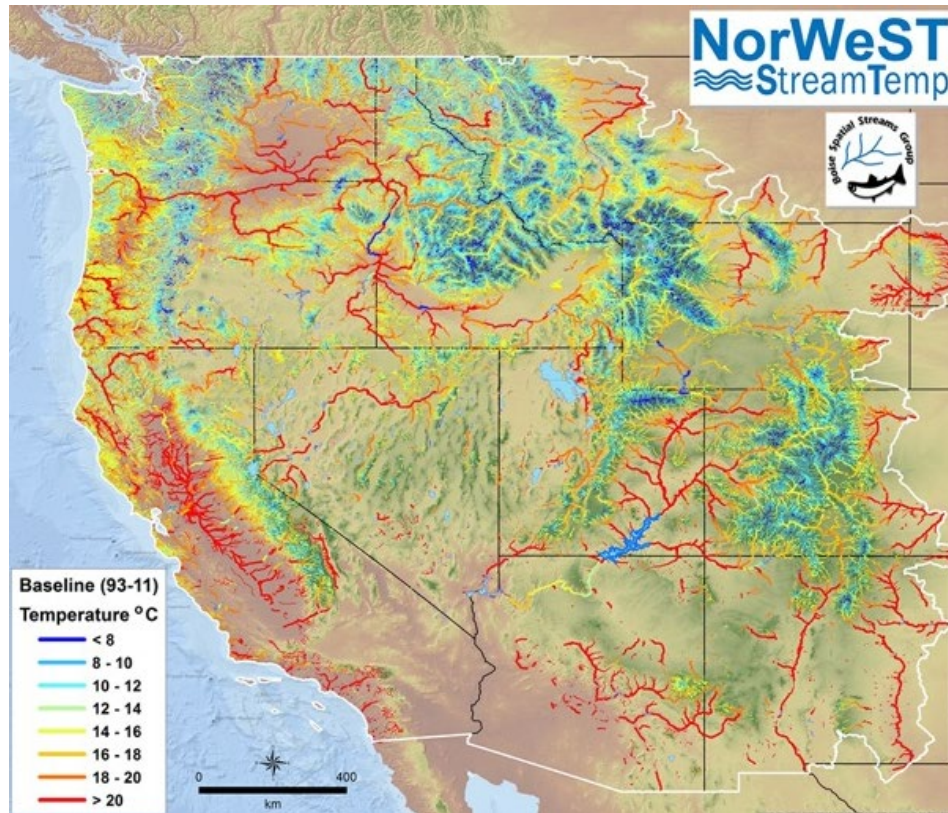 NorWeST
StreamTemp
Boise Spatial Streams Group
Baseline (93-11)
Temperature °C
< 8
8 - 10
10 - 12
12 - 14
14 - 16
16 - 18
18 - 20
> 20
0 400
km